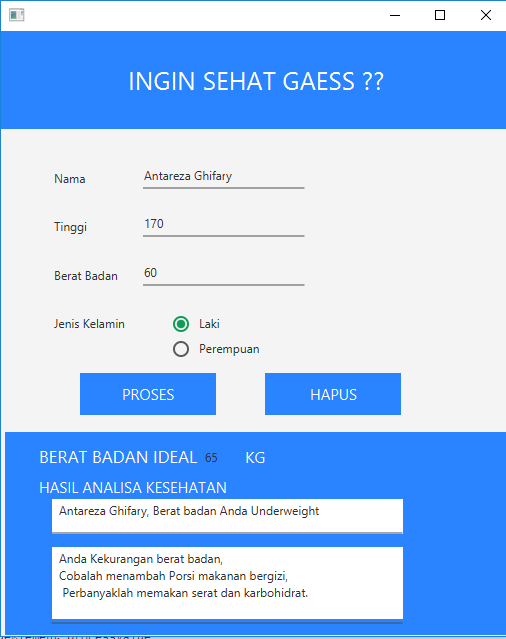 INGIN SEHAT GAESS ??
Nama Antareza Ghifary
Tinggi 170
Berat Badan 60
Jenis Kelamin Laki
Perempuan
PROSES HAPUS
BERAT BADAN IDEAL 65 KG
HASIL ANALISA KESEHATAN
Antareza Ghifary, Berat badan Anda Underweight
Anda Kekurangan berat badan,
Cobalah menambah Porsi makanan bergizi,
Perbanyaklah memakan serat dan karbohidrat.